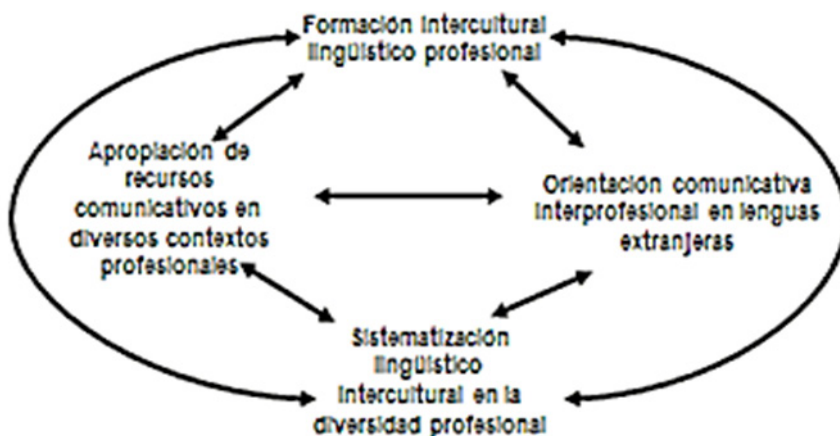 Formación intercultural
lingüístico profesional
Apropiación de
recursos
comunicativos en
diversos contextos
profesionales
Orientación comunicativa
interprofesional en lenguas
extranjeras
Sistematización
lingüístico
intercultural en la
diversidad profesional